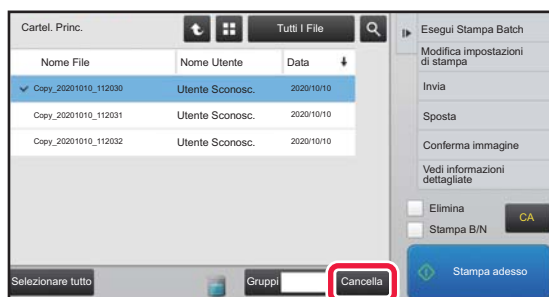 Cartel. Princ.
Tutti I File
Nome File
Nome Utente
Data
Copy_20201010_112030
Utente Sconosc.
2020/10/10
Copy_20201010_112031
Utente Sconosc.
2020/10/10
Copy_20201010_112032
Utente Sconosc.
2020/10/10
Selezionare tutto
Gruppi
Cancella
Esegui Stampa Batch
Modifica impostazioni
di stampa
Invia
Sposta
Conferma immagine
Vedi informazioni
dettagliate
Elimina
Stampa B/N
CA
Stampa adesso